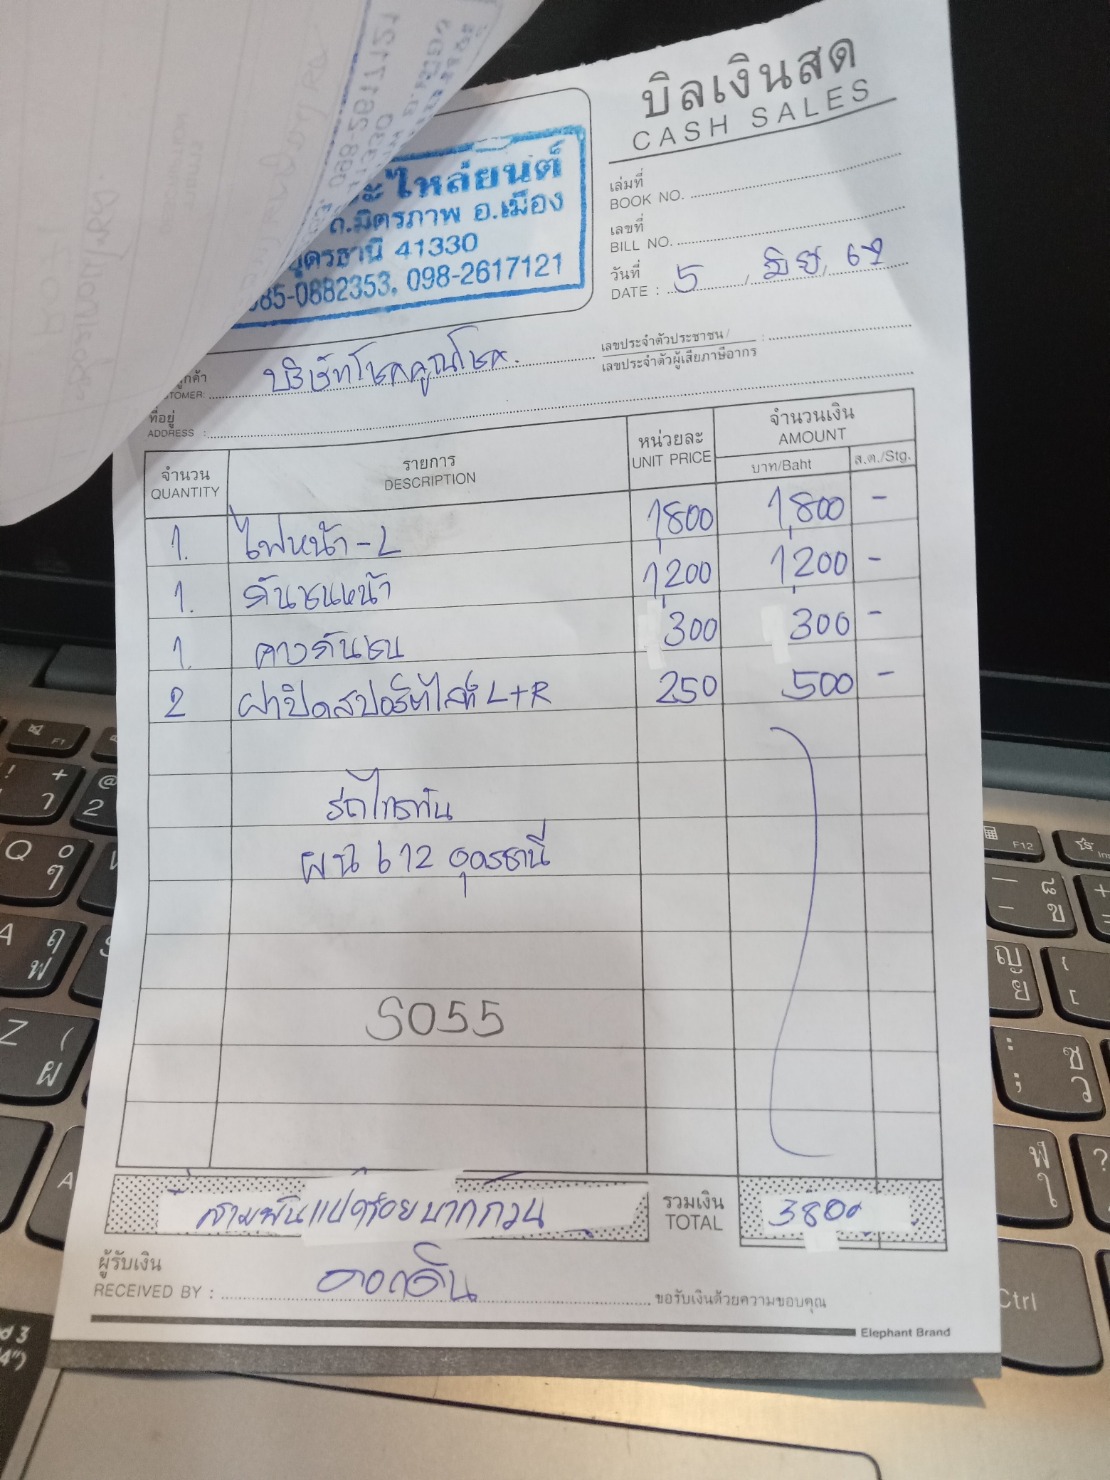 บิลเงินสด
CASH SALES
ะไหล่ยนต์
ถ.มิตรภาพ อ.เมือง
อุดรธานี 41330
085-0882353, 098-2617121
เล่มที่
BOOK NO.
เลขที่
BILL NO.
วันที่
DATE : 5 / มิย / 62
ลูกค้า
CUSTOMER: บริษัทโชคคูณโชค
เลขประจำตัวประชาชน /
เลขประจำตัวผู้เสียภาษีอากร :
ที่อยู่
ADDRESS :
จำนวน รายการ หน่วยละ จำนวนเงิน
QUANTITY DESCRIPTION UNIT PRICE AMOUNT
บาท/Baht ส.ต./Stg.
1. ไฟหน้า - L 1,800 1,800 -
1. กันชนหน้า 1,200 1,200 -
1. คางกันชน 300 300 -
2 ฝาปิดสปอร์ตไลท์ L+R 250 500 -
รถไทรทัน
ผน 612 อุดรธานี
S055
สามพันแปดร้อยบาทถ้วน
รวมเงิน
TOTAL 3800
ผู้รับเงิน
RECEIVED BY :
ขอรับเงินด้วยความขอบคุณ
Elephant Brand